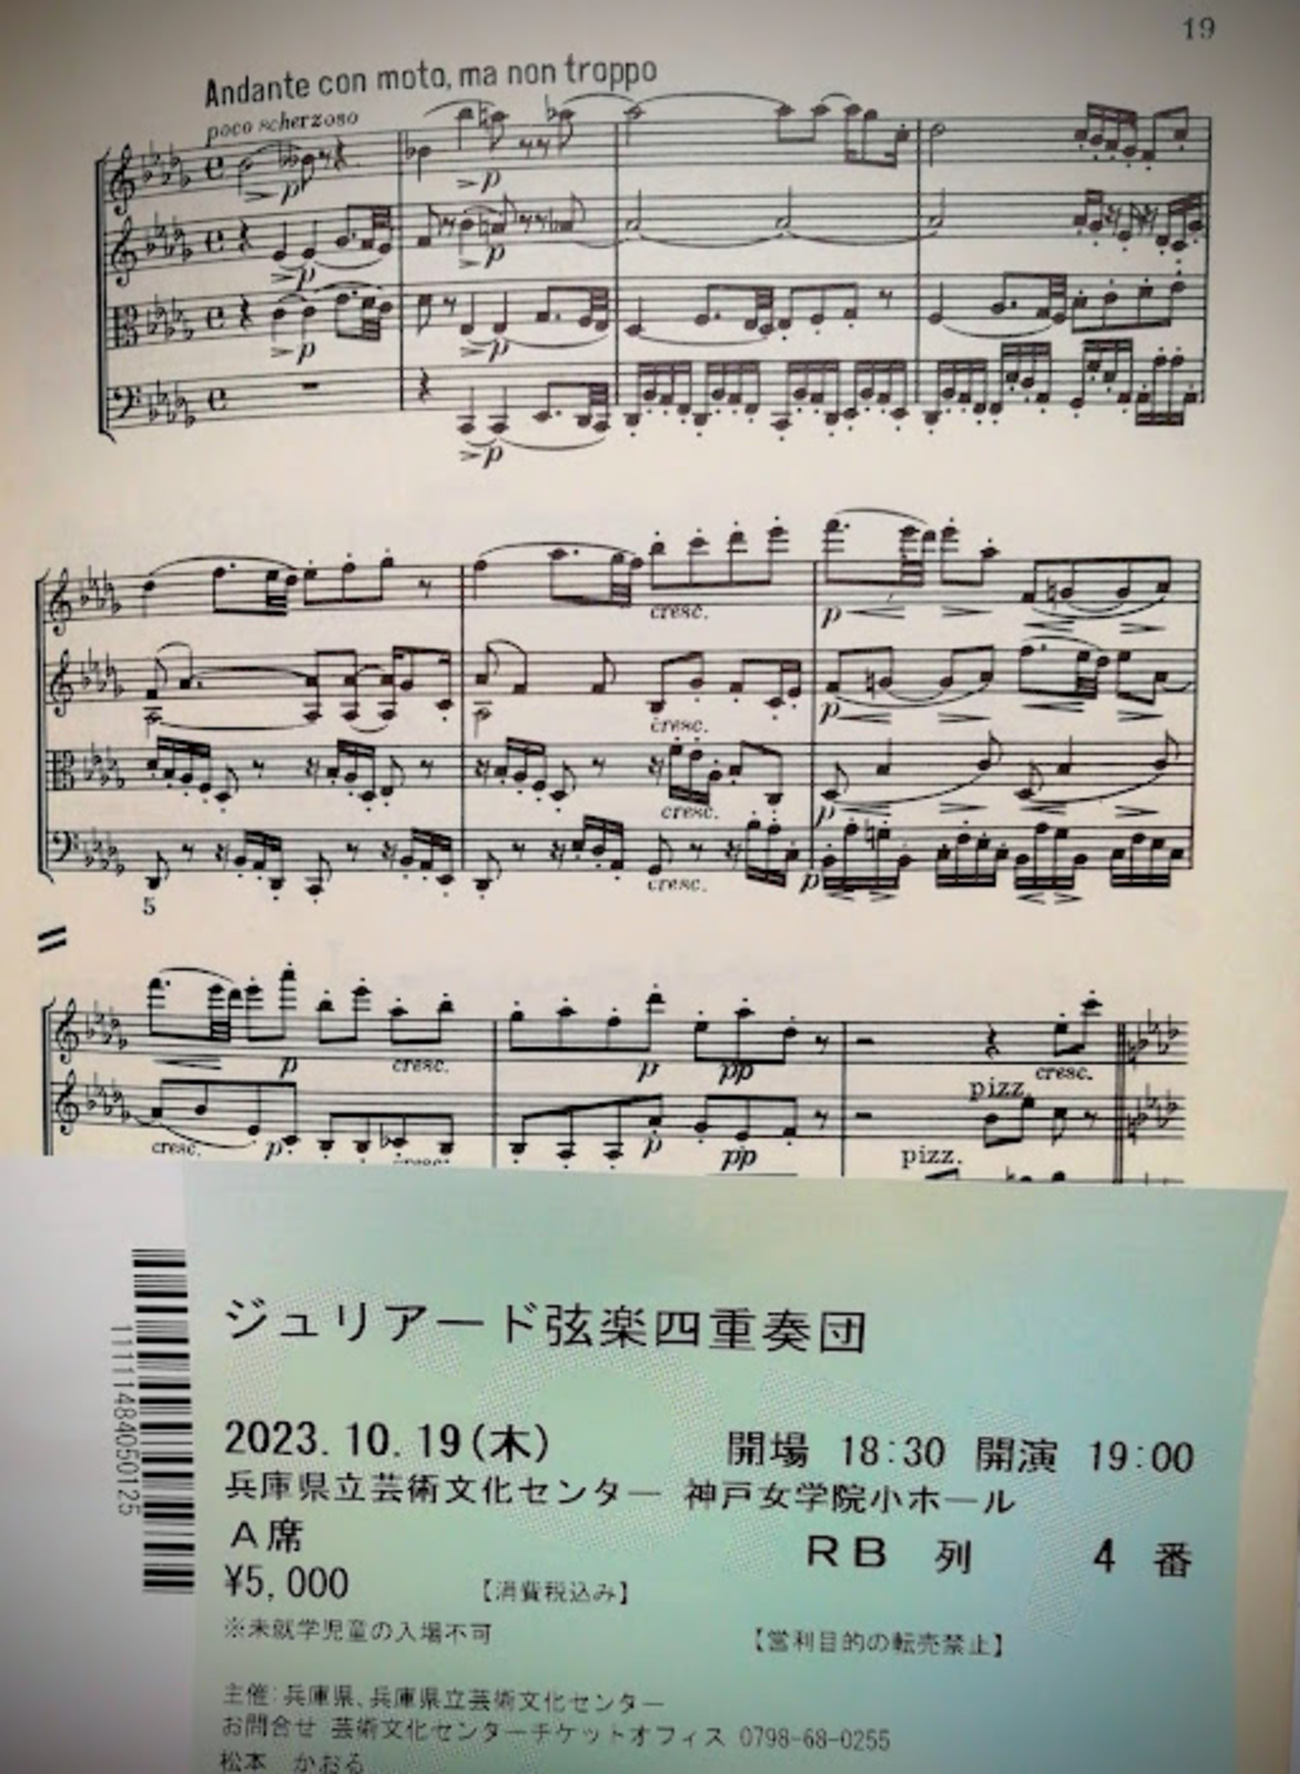 19
Andante con moto, ma non troppo
poco scherzoso
p
p
p
p
p
p
cresc.
p
cresc.
p
cresc.
p
cresc.
p
5
p
cresc.
p
pp
cresc.
pizz.
cresc.
p
p
pp
pizz.
ジュリアード弦楽四重奏団
2023.10.19(木) 開場 18:30 開演 19:00
兵庫県立芸術文化センター 神戸女学院小ホール
A席 RB 列 4 番
¥5,000 【消費税込み】
※未就学児童の入場不可 【営利目的の転売禁止】
主催:兵庫県、兵庫県立芸術文化センター
お問合せ 芸術文化センターチケットオフィス 0798-68-0255
松本 かおる
11111484050125